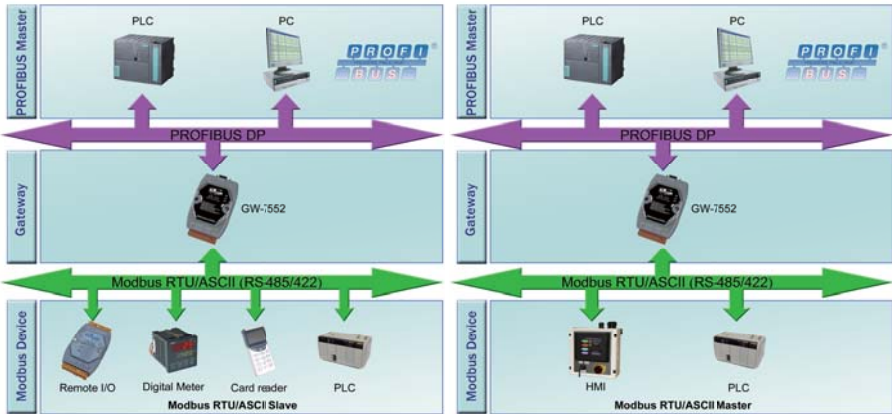 PROFIBUS Master
PLC
PC
PROFI
BUS
®
PROFIBUS DP
Gateway
GW-7552
Modbus RTU/ASCII (RS-485/422)
Modbus Device
Remote I/O
Digital Meter
Card reader
PLC
Modbus RTU/ASCII Slave
PROFIBUS Master
PLC
PC
PROFI
BUS
®
PROFIBUS DP
Gateway
GW-7552
Modbus RTU/ASCII (RS-485/422)
Modbus Device
HMI
PLC
Modbus RTU/ASCII Master